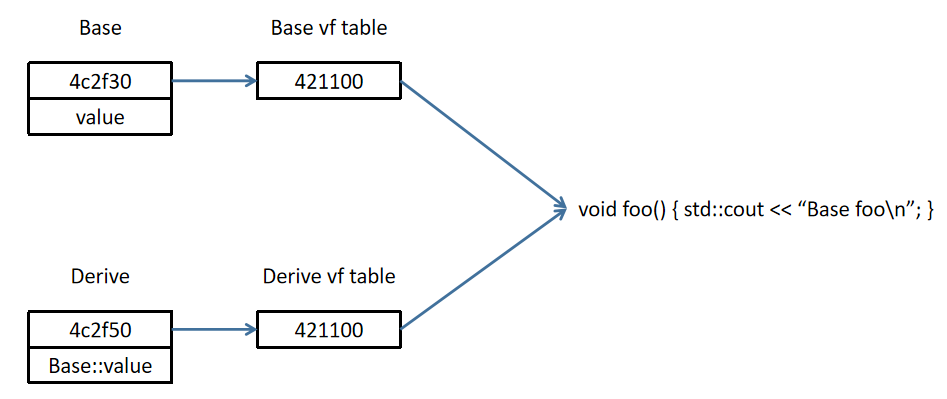 Base
Base vf table
4c2f30
421100
value
void foo() { std::cout << “Base foo\n”; }
Derive
Derive vf table
4c2f50
421100
Base::value